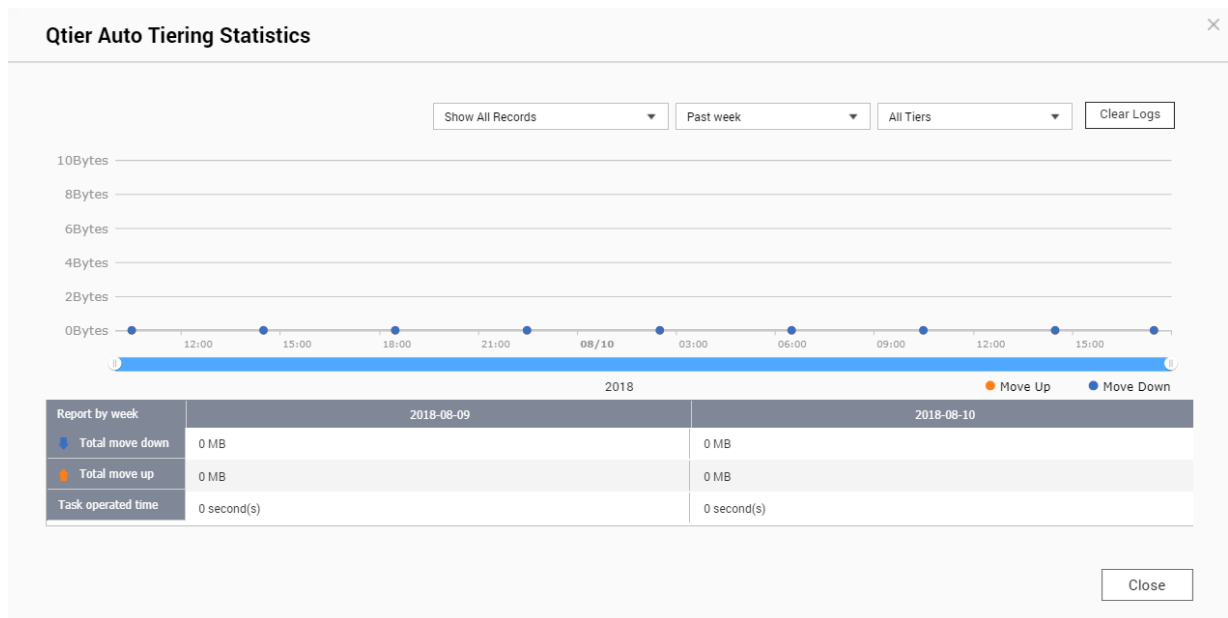 Qtier Auto Tiering Statistics
Show All Records Past week All Tiers Clear Logs
10Bytes
8Bytes
6Bytes
4Bytes
2Bytes
0Bytes
12:00 15:00 18:00 21:00 08/10 03:00 06:00 09:00 12:00 15:00
2018
Move Up Move Down
Report by week 2018-08-09 2018-08-10
Total move down 0 MB 0 MB
Total move up 0 MB 0 MB
Task operated time 0 second(s) 0 second(s)
Close